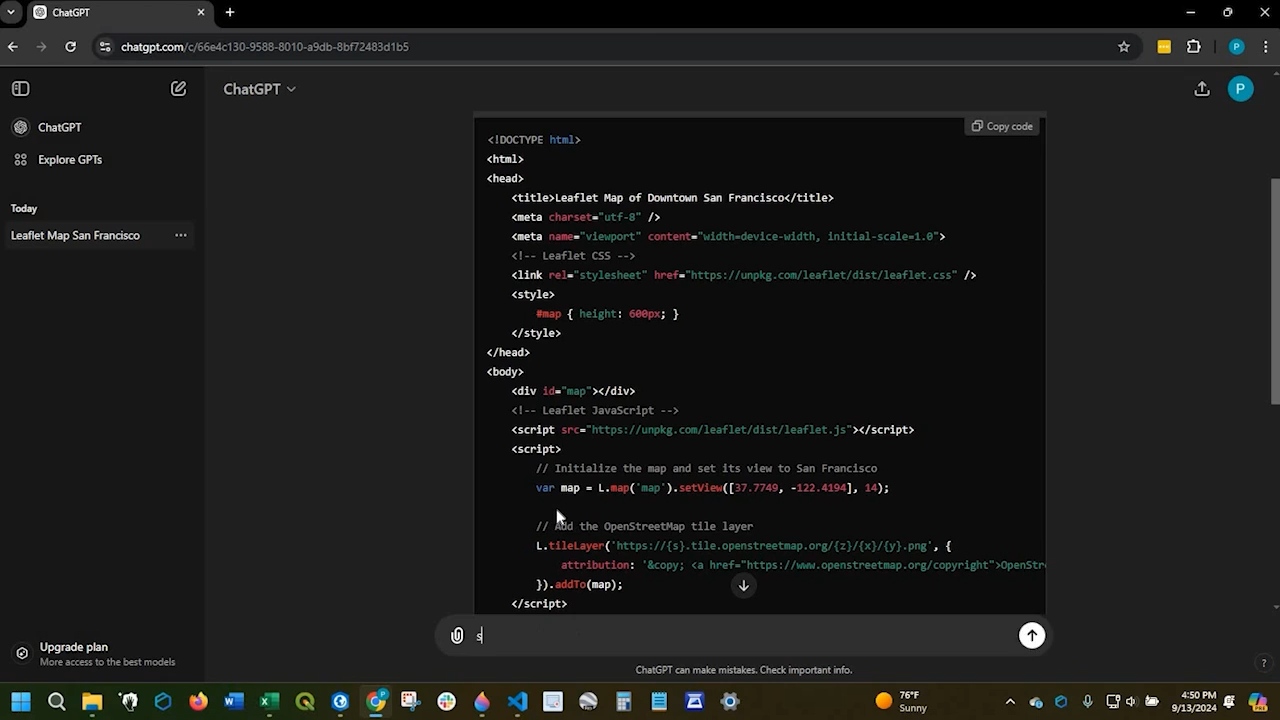 ChatGPT
chatgpt.com/c/66e4c130-9588-8010-a9db-8bf72483d1b5
P
ChatGPT
P
ChatGPT
Explore GPTs
Today
Leaflet Map San Francisco
Copy code
<!DOCTYPE html>
<html>
<head>
<title>Leaflet Map of Downtown San Francisco</title>
<meta charset="utf-8" />
<meta name="viewport" content="width=device-width, initial-scale=1.0">
<!-- Leaflet CSS -->
<link rel="stylesheet" href="https://unpkg.com/leaflet/dist/leaflet.css" />
<style>
#map { height: 600px; }
</style>
</head>
<body>
<div id="map"></div>
<!-- Leaflet JavaScript -->
<script src="https://unpkg.com/leaflet/dist/leaflet.js"></script>
<script>
// Initialize the map and set its view to San Francisco
var map = L.map('map').setView([37.7749, -122.4194], 14);
// Add the OpenStreetMap tile layer
L.tileLayer('https://{s}.tile.openstreetmap.org/{z}/{x}/{y}.png', {
attribution: '&copy; <a href="https://www.openstreetmap.org/copyright">OpenStr
}).addTo(map);
</script>
s
Upgrade plan
More access to the best models
ChatGPT can make mistakes. Check important info.
?
76°F
Sunny
4:50 PM
9/13/2024